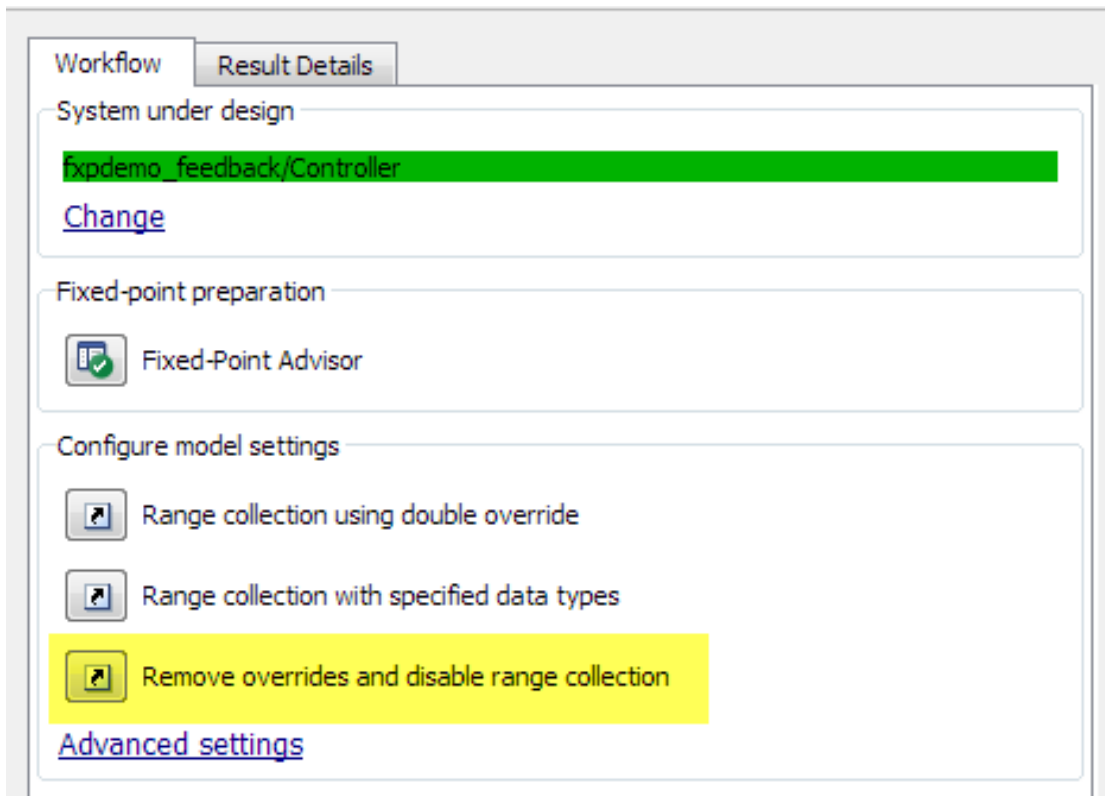 Workflow
Result Details
System under design
fxpdemo_feedback/Controller
Change
Fixed-point preparation
Fixed-Point Advisor
Configure model settings
Range collection using double override
Range collection with specified data types
Remove overrides and disable range collection
Advanced settings